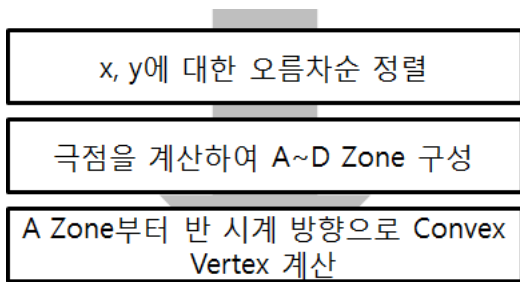 x, y에 대한 오름차순 정렬
극점을 계산하여 A~D Zone 구성
A Zone부터 반 시계 방향으로 Convex
Vertex 계산